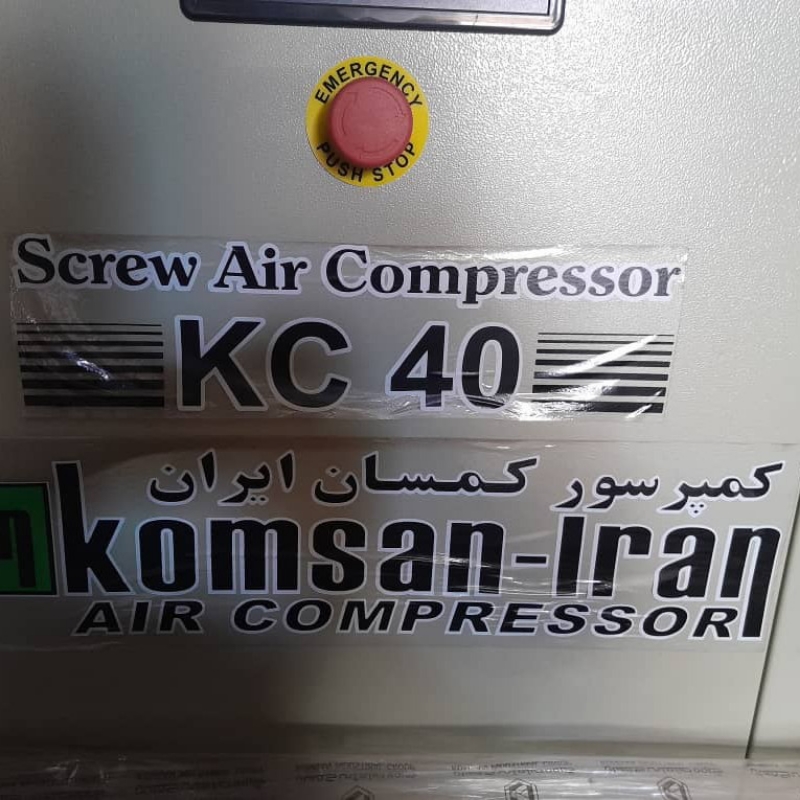 EMERGENCY
PUSH STOP
Screw Air Compressor
KC 40
کمپرسور کمسان ایران
komsan-Iran
AIR COMPRESSOR